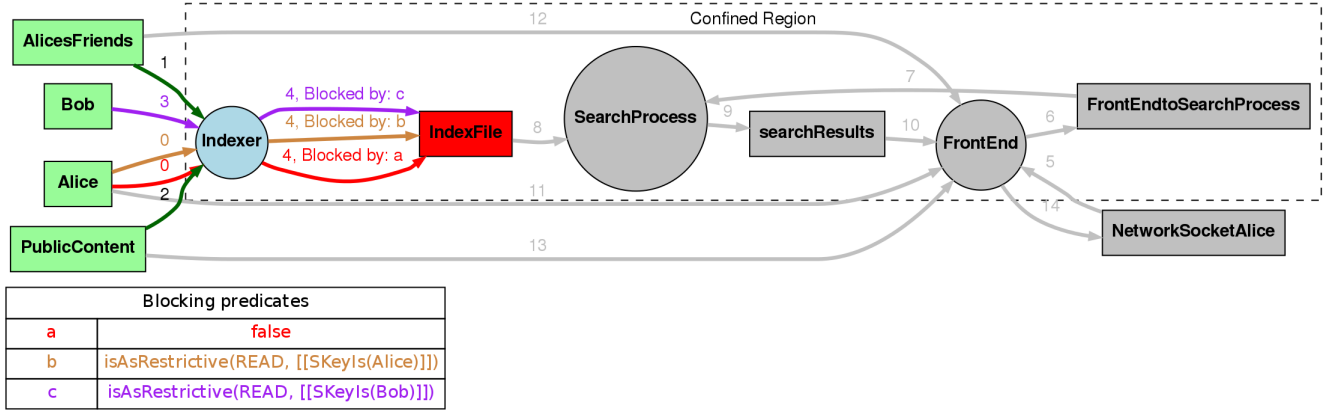 12
Confined Region
AlicesFriends
1
7
Bob
3
4, Blocked by: c
FrontEndtoSearchProcess
4, Blocked by: b
IndexFile
SearchProcess
9
searchResults
10
6
Indexer
8
FrontEnd
0
4, Blocked by: a
0
5
Alice
2
11
14
NetworkSocketAlice
PublicContent
13
Blocking predicates
a false
b isAsRestrictive(READ, [[SKeyIs(Alice)]])
c isAsRestrictive(READ, [[SKeyIs(Bob)]])